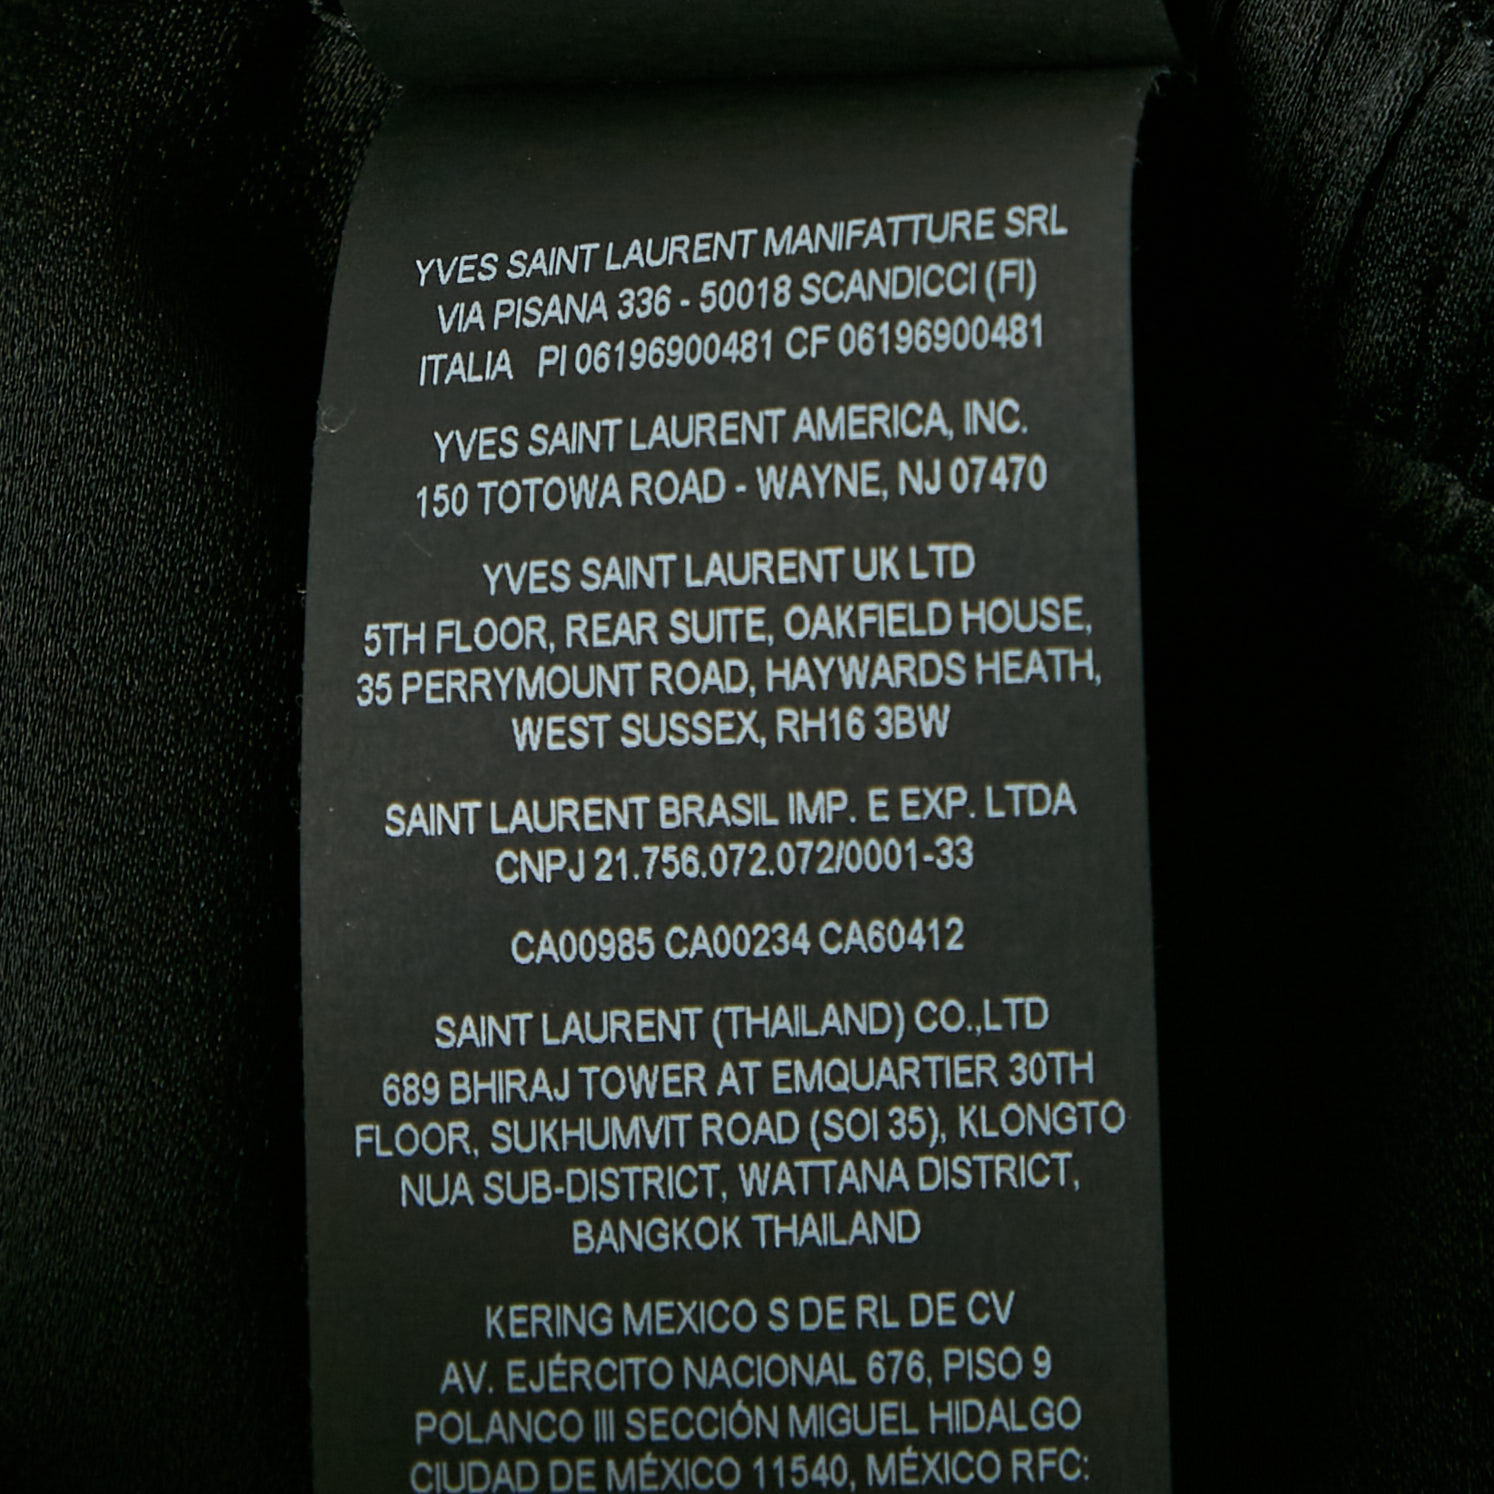 YVES SAINT LAURENT MANIFATTURE SRL
VIA PISANA 336 - 50018 SCANDICCI (FI)
ITALIA PI 06196900481 CF 06196900481
YVES SAINT LAURENT AMERICA, INC.
150 TOTOWA ROAD - WAYNE, NJ 07470
YVES SAINT LAURENT UK LTD
5TH FLOOR, REAR SUITE, OAKFIELD HOUSE,
35 PERRYMOUNT ROAD, HAYWARDS HEATH,
WEST SUSSEX, RH16 3BW
SAINT LAURENT BRASIL IMP. E EXP. LTDA
CNPJ 21.756.072.072/0001-33
CA00985 CA00234 CA60412
SAINT LAURENT (THAILAND) CO.,LTD
689 BHIRAJ TOWER AT EMQUARTIER 30TH
FLOOR, SUKHUMVIT ROAD (SOI 35), KLONGTO
NUA SUB-DISTRICT, WATTANA DISTRICT,
BANGKOK THAILAND
KERING MEXICO S DE RL DE CV
AV. EJÉRCITO NACIONAL 676, PISO 9
POLANCO III SECCIÓN MIGUEL HIDALGO
CIUDAD DE MÉXICO 11540, MÉXICO RFC: